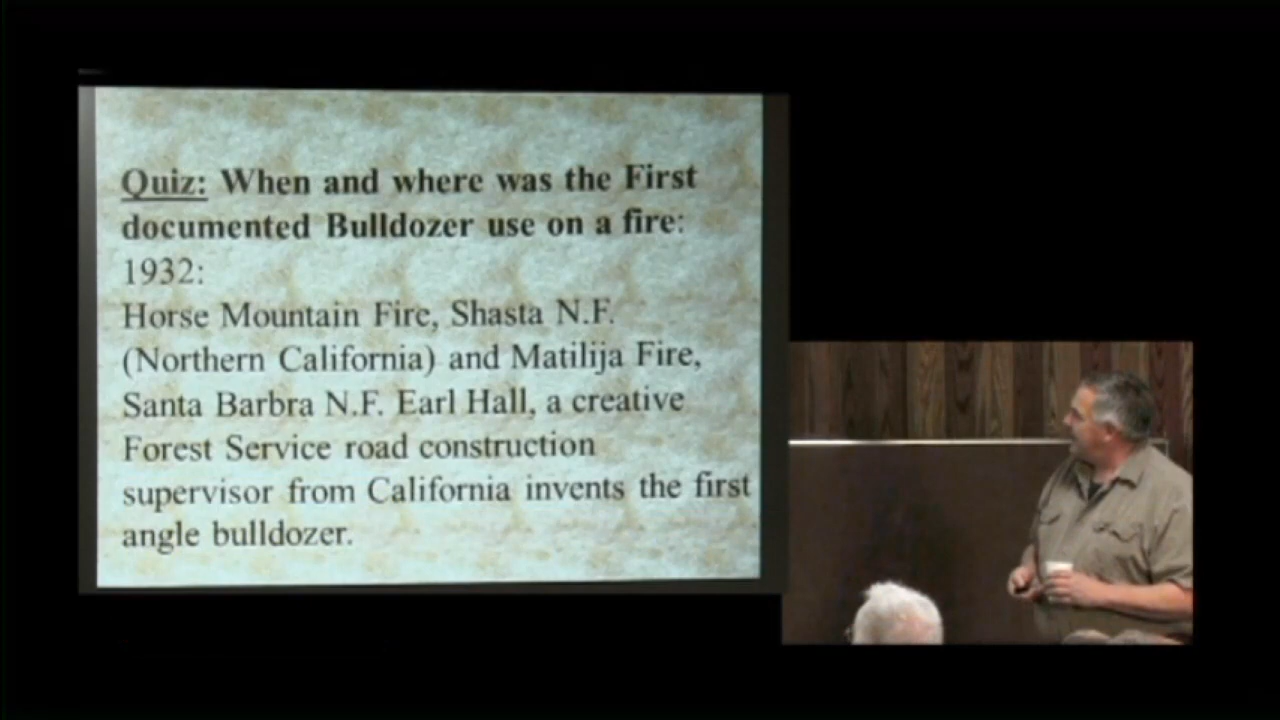 Quiz: When and where was the First
documented Bulldozer use on a fire:
1932:
Horse Mountain Fire, Shasta N.F.
(Northern California) and Matilija Fire,
Santa Barbra N.F. Earl Hall, a creative
Forest Service road construction
supervisor from California invents the first
angle bulldozer.